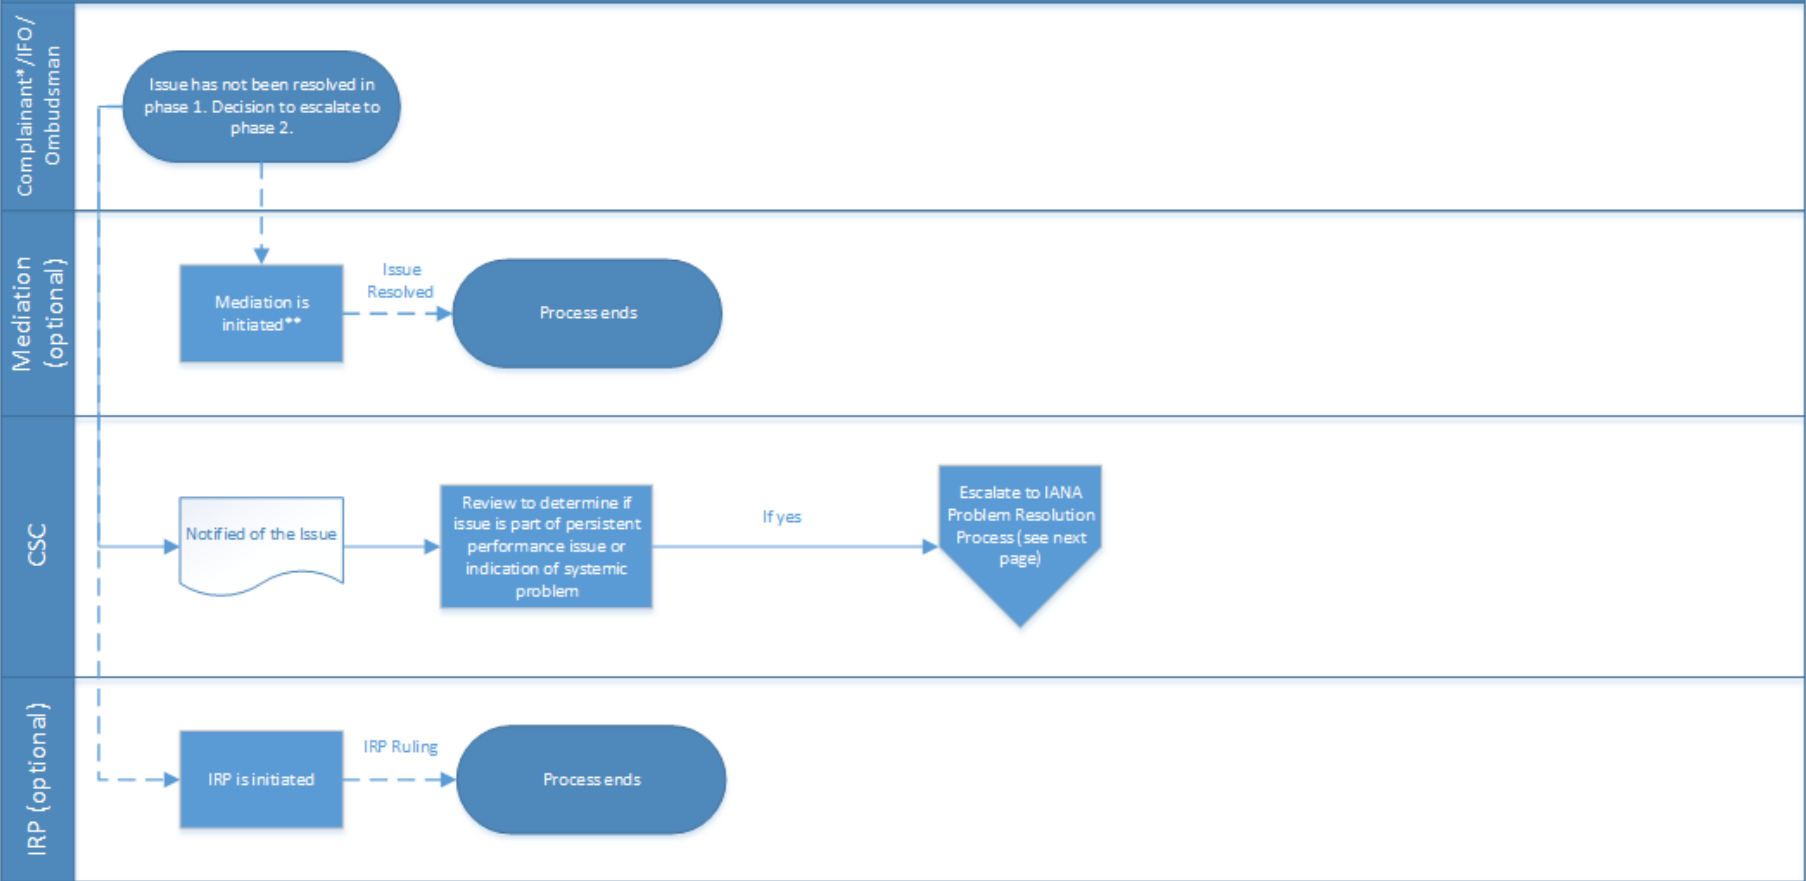 Complainant*/IFO/
Ombudsman
Issue has not been resolved in
phase 1. Decision to escalate to
phase 2.
Mediation
(optional)
Mediation is
initiated**
Issue
Resolved
Process ends
CSC
Notified of the Issue
Review to determine if
issue is part of persistent
performance issue or
indication of systemic
problem
If yes
Escalate to IANA
Problem Resolution
Process (see next
page)
IRP (optional)
IRP is initiated
IRP Ruling
Process ends